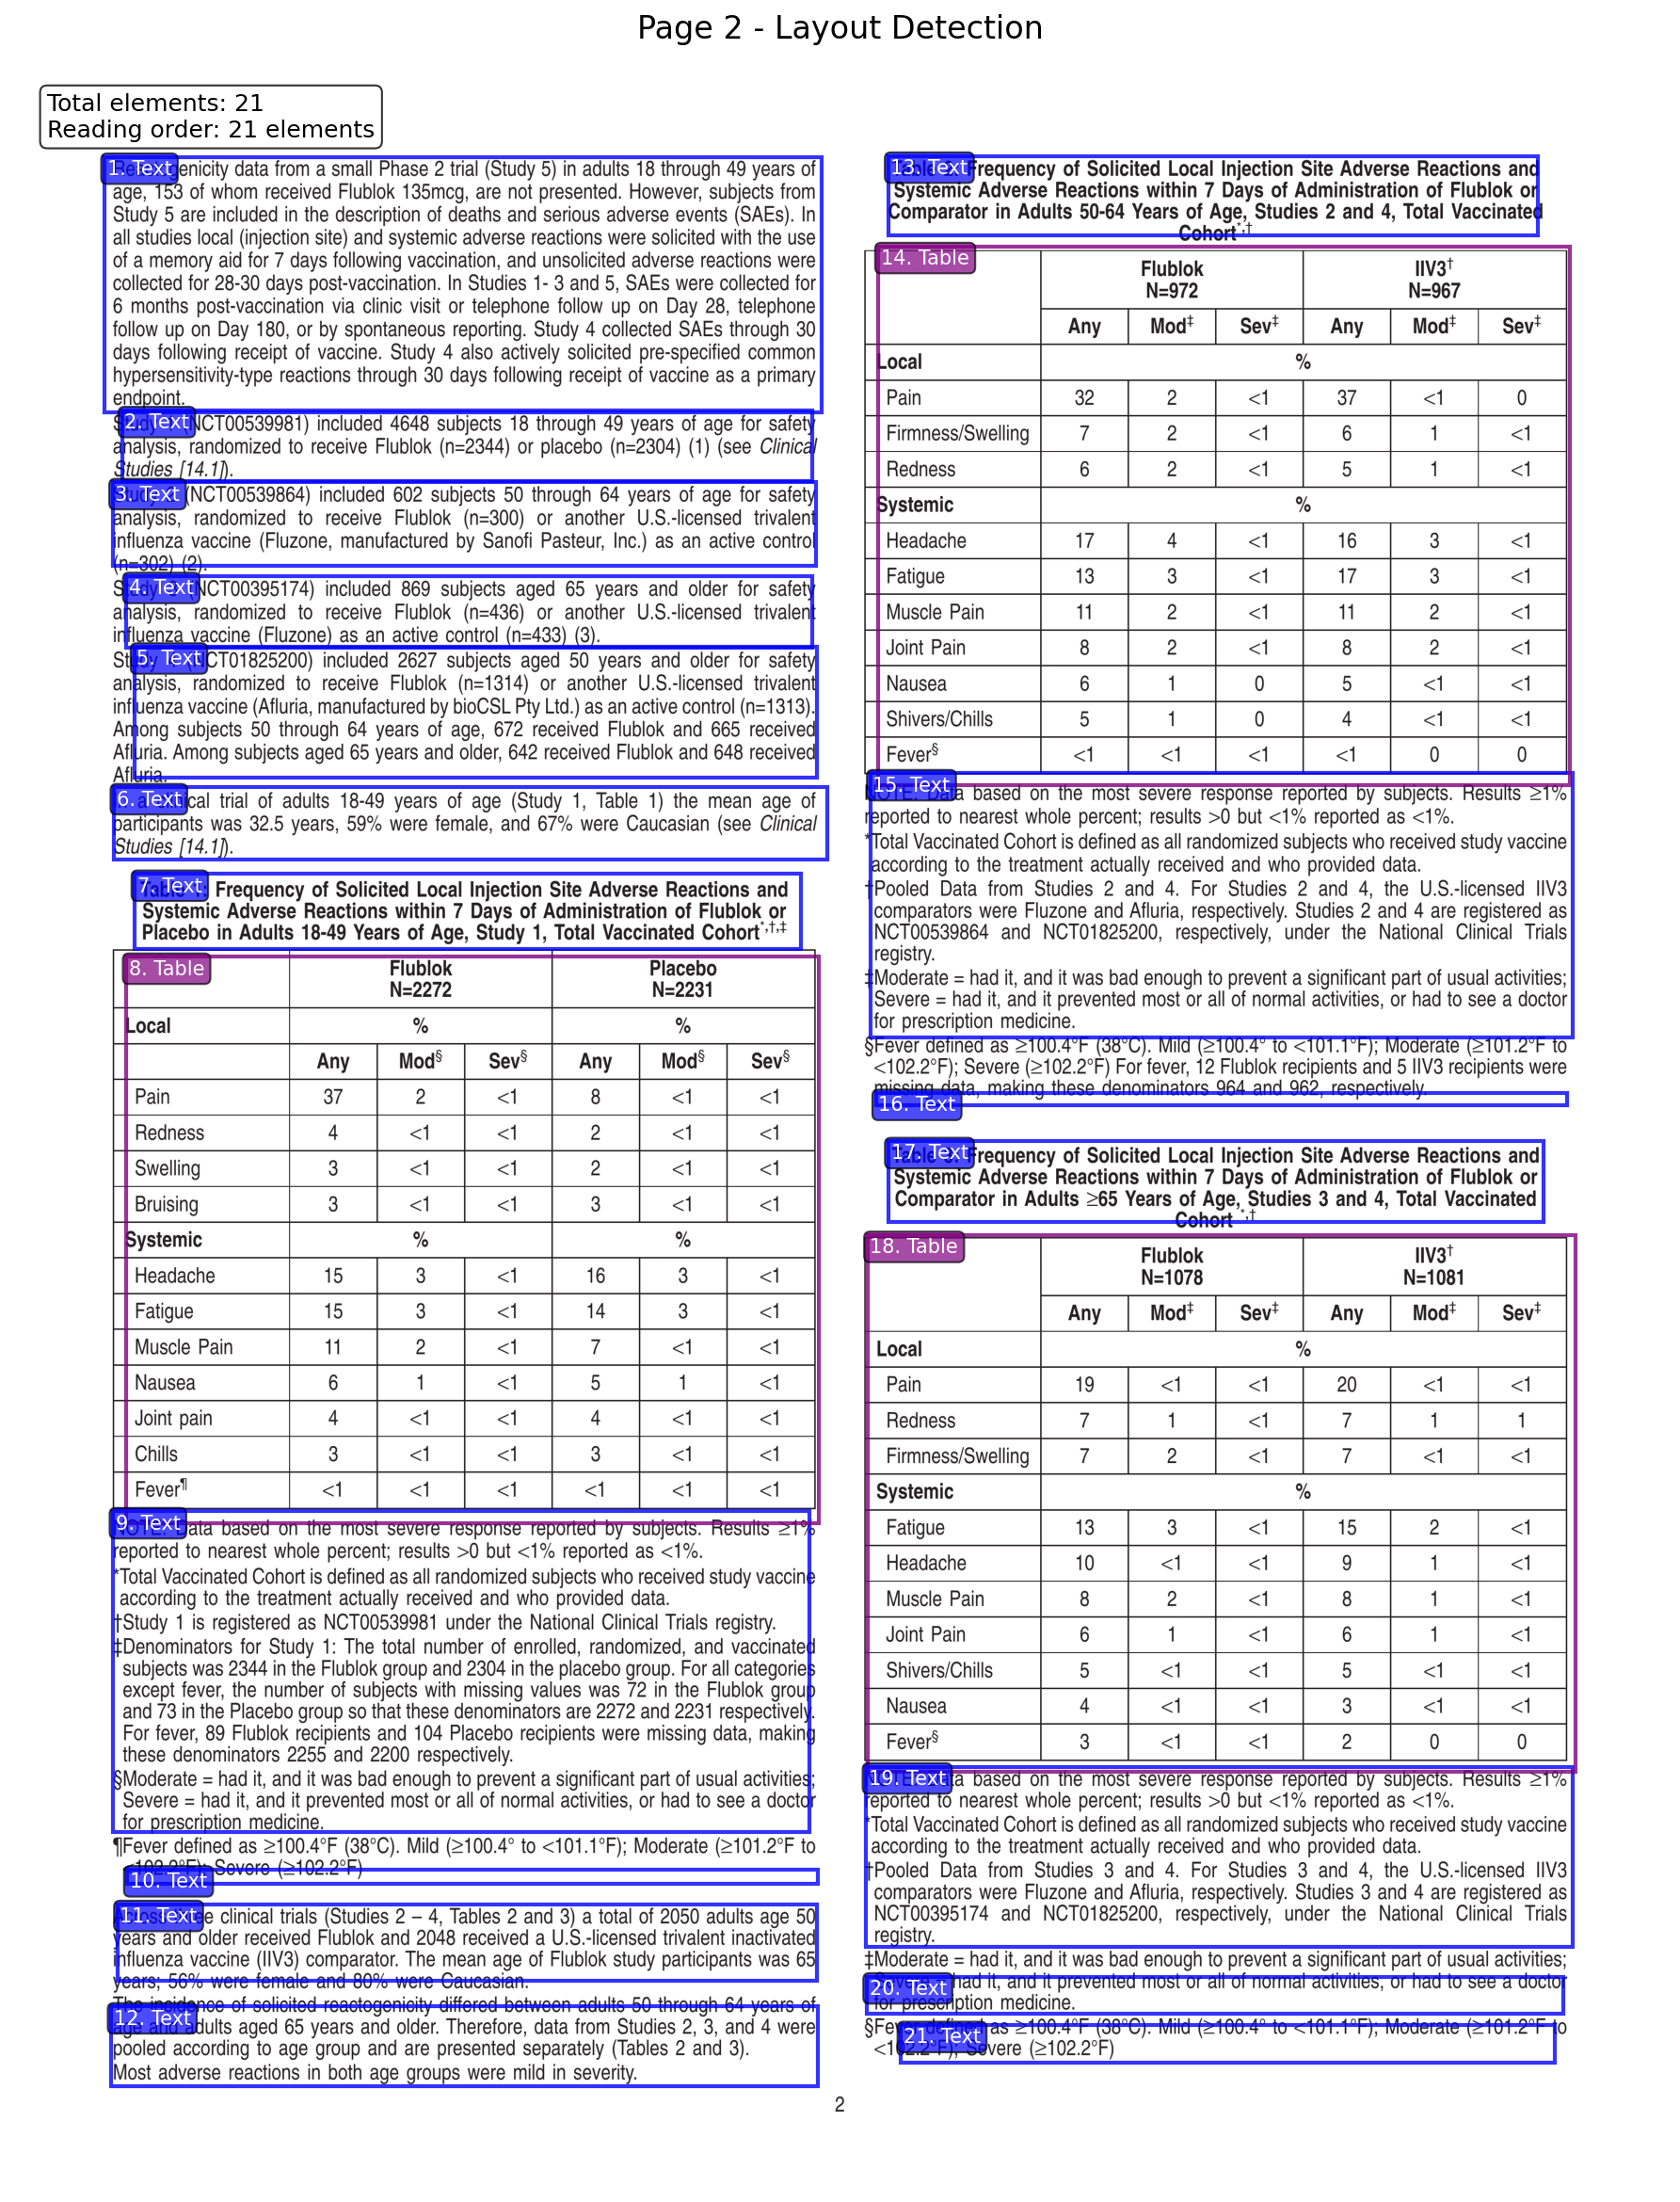 Page 2 - Layout Detection
Total elements: 21
Reading order: 21 elements
1. Text
genicity data from a small Phase 2 trial (Study 5) in adults 18 through 49 years of
age, 153 of whom received Flublok 135mcg, are not presented. However, subjects from
Study 5 are included in the description of deaths and serious adverse events (SAEs). In
all studies local (injection site) and systemic adverse reactions were solicited with the use
of a memory aid for 7 days following vaccination, and unsolicited adverse reactions were
collected for 28-30 days post-vaccination. In Studies 1- 3 and 5, SAEs were collected for
6 months post-vaccination via clinic visit or telephone follow up on Day 28, telephone
follow up on Day 180, or by spontaneous reporting. Study 4 collected SAEs through 30
days following receipt of vaccine. Study 4 also actively solicited pre-specified common
hypersensitivity-type reactions through 30 days following receipt of vaccine as a primary
endpoint.
2. Text
(NCT00539981) included 4648 subjects 18 through 49 years of age for safety
analysis, randomized to receive Flublok (n=2344) or placebo (n=2304) (1) (see Clinical
Studies [14.1]).
3. Text
(NCT00539864) included 602 subjects 50 through 64 years of age for safety
analysis, randomized to receive Flublok (n=300) or another U.S.-licensed trivalent
influenza vaccine (Fluzone, manufactured by Sanofi Pasteur, Inc.) as an active control
(n=302) (2).
4. Text
NCT00395174) included 869 subjects aged 65 years and older for safety
analysis, randomized to receive Flublok (n=436) or another U.S.-licensed trivalent
influenza vaccine (Fluzone) as an active control (n=433) (3).
5. Text
CT01825200) included 2627 subjects aged 50 years and older for safety
analysis, randomized to receive Flublok (n=1314) or another U.S.-licensed trivalent
influenza vaccine (Afluria, manufactured by bioCSL Pty Ltd.) as an active control (n=1313).
Among subjects 50 through 64 years of age, 672 received Flublok and 665 received
Afluria. Among subjects aged 65 years and older, 642 received Flublok and 648 received
Afluria.
6. Text
ical trial of adults 18-49 years of age (Study 1, Table 1) the mean age of
participants was 32.5 years, 59% were female, and 67% were Caucasian (see Clinical
Studies [14.1]).
7. Text
Frequency of Solicited Local Injection Site Adverse Reactions and
Systemic Adverse Reactions within 7 Days of Administration of Flublok or
Placebo in Adults 18-49 Years of Age, Study 1, Total Vaccinated Cohort*,†,‡
8. Table
Flublok Placebo
N=2272 N=2231
Local % %
Any Mod§ Sev§ Any Mod§ Sev§
Pain 37 2 <1 8 <1 <1
Redness 4 <1 <1 2 <1 <1
Swelling 3 <1 <1 2 <1 <1
Bruising 3 <1 <1 3 <1 <1
Systemic % %
Headache 15 3 <1 16 3 <1
Fatigue 15 3 <1 14 3 <1
Muscle Pain 11 2 <1 7 <1 <1
Nausea 6 1 <1 5 1 <1
Joint pain 4 <1 <1 4 <1 <1
Chills 3 <1 <1 3 <1 <1
Fever¶ <1 <1 <1 <1 <1 <1
9. Text
ata based on the most severe response reported by subjects. Results ≥1%
reported to nearest whole percent; results >0 but <1% reported as <1%.
*Total Vaccinated Cohort is defined as all randomized subjects who received study vaccine
according to the treatment actually received and who provided data.
†Study 1 is registered as NCT00539981 under the National Clinical Trials registry.
‡Denominators for Study 1: The total number of enrolled, randomized, and vaccinated
subjects was 2344 in the Flublok group and 2304 in the placebo group. For all categories
except fever, the number of subjects with missing values was 72 in the Flublok group
and 73 in the Placebo group so that these denominators are 2272 and 2231 respectively.
For fever, 89 Flublok recipients and 104 Placebo recipients were missing data, making
these denominators 2255 and 2200 respectively.
§Moderate = had it, and it was bad enough to prevent a significant part of usual activities;
Severe = had it, and it prevented most or all of normal activities, or had to see a doctor
for prescription medicine.
¶Fever defined as ≥100.4°F (38°C). Mild (≥100.4° to <101.1°F); Moderate (≥101.2°F to
<102.2°F); Severe (≥102.2°F)
10. Text
11. Text
e clinical trials (Studies 2 – 4, Tables 2 and 3) a total of 2050 adults age 50
years and older received Flublok and 2048 received a U.S.-licensed trivalent inactivated
influenza vaccine (IIV3) comparator. The mean age of Flublok study participants was 65
years; 56% were female and 80% were Caucasian.
The incidence of solicited reactogenicity differed between adults 50 through 64 years of
12. Text
age and adults aged 65 years and older. Therefore, data from Studies 2, 3, and 4 were
pooled according to age group and are presented separately (Tables 2 and 3).
Most adverse reactions in both age groups were mild in severity.
13. Text
Frequency of Solicited Local Injection Site Adverse Reactions and
Systemic Adverse Reactions within 7 Days of Administration of Flublok or
Comparator in Adults 50-64 Years of Age, Studies 2 and 4, Total Vaccinated
Cohort*,†
14. Table
Flublok IIV3†
N=972 N=967
Any Mod‡ Sev‡ Any Mod‡ Sev‡
Local %
Pain 32 2 <1 37 <1 0
Firmness/Swelling 7 2 <1 6 1 <1
Redness 6 2 <1 5 1 <1
Systemic %
Headache 17 4 <1 16 3 <1
Fatigue 13 3 <1 17 3 <1
Muscle Pain 11 2 <1 11 2 <1
Joint Pain 8 2 <1 8 2 <1
Nausea 6 1 0 5 <1 <1
Shivers/Chills 5 1 0 4 <1 <1
Fever§ <1 <1 <1 <1 0 0
15. Text
a based on the most severe response reported by subjects. Results ≥1%
reported to nearest whole percent; results >0 but <1% reported as <1%.
*Total Vaccinated Cohort is defined as all randomized subjects who received study vaccine
according to the treatment actually received and who provided data.
†Pooled Data from Studies 2 and 4. For Studies 2 and 4, the U.S.-licensed IIV3
comparators were Fluzone and Afluria, respectively. Studies 2 and 4 are registered as
NCT00539864 and NCT01825200, respectively, under the National Clinical Trials
registry.
‡Moderate = had it, and it was bad enough to prevent a significant part of usual activities;
Severe = had it, and it prevented most or all of normal activities, or had to see a doctor
for prescription medicine.
§Fever defined as ≥100.4°F (38°C). Mild (≥100.4° to <101.1°F); Moderate (≥101.2°F to
<102.2°F); Severe (≥102.2°F) For fever, 12 Flublok recipients and 5 IIV3 recipients were
missing data, making these denominators 964 and 962, respectively.
16. Text
17. Text
Frequency of Solicited Local Injection Site Adverse Reactions and
Systemic Adverse Reactions within 7 Days of Administration of Flublok or
Comparator in Adults ≥65 Years of Age, Studies 3 and 4, Total Vaccinated
Cohort *,†
18. Table
Flublok IIV3†
N=1078 N=1081
Any Mod‡ Sev‡ Any Mod‡ Sev‡
Local %
Pain 19 <1 <1 20 <1 <1
Redness 7 1 <1 7 1 1
Firmness/Swelling 7 2 <1 7 <1 <1
Systemic %
Fatigue 13 3 <1 15 2 <1
Headache 10 <1 <1 9 1 <1
Muscle Pain 8 2 <1 8 1 <1
Joint Pain 6 1 <1 6 1 <1
Shivers/Chills 5 <1 <1 5 <1 <1
Nausea 4 <1 <1 3 <1 <1
Fever§ 3 <1 <1 2 0 0
19. Text
ta based on the most severe response reported by subjects. Results ≥1%
reported to nearest whole percent; results >0 but <1% reported as <1%.
*Total Vaccinated Cohort is defined as all randomized subjects who received study vaccine
according to the treatment actually received and who provided data.
†Pooled Data from Studies 3 and 4. For Studies 3 and 4, the U.S.-licensed IIV3
comparators were Fluzone and Afluria, respectively. Studies 3 and 4 are registered as
NCT00395174 and NCT01825200, respectively, under the National Clinical Trials
registry.
‡Moderate = had it, and it was bad enough to prevent a significant part of usual activities;
20. Text
had it, and it prevented most or all of normal activities, or had to see a doctor
for prescription medicine.
§Fever defined as ≥100.4°F (38°C). Mild (≥100.4° to <101.1°F); Moderate (≥101.2°F to
21. Text
<102.2°F); Severe (≥102.2°F)
2